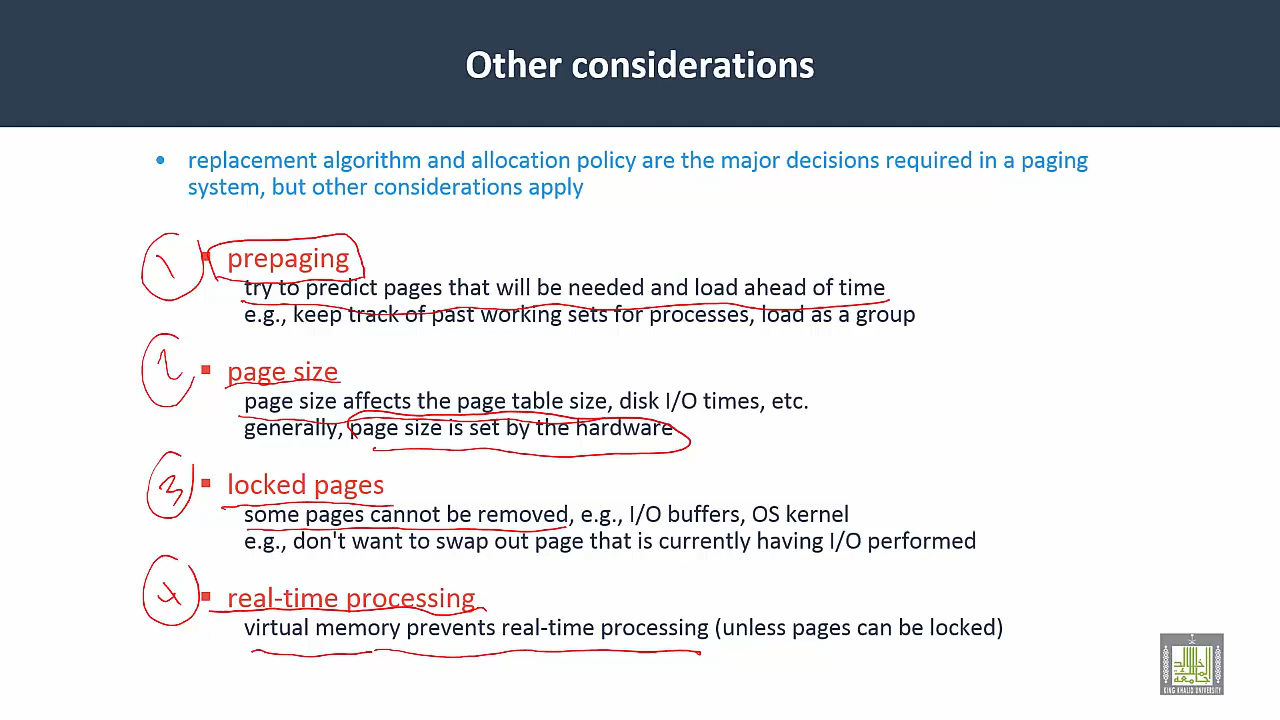 Other considerations
• replacement algorithm and allocation policy are the major decisions required in a paging
system, but other considerations apply
1
▪ prepaging
try to predict pages that will be needed and load ahead of time
e.g., keep track of past working sets for processes, load as a group
2
▪ page size
page size affects the page table size, disk I/O times, etc.
generally, page size is set by the hardware
3
▪ locked pages
some pages cannot be removed, e.g., I/O buffers, OS kernel
e.g., don't want to swap out page that is currently having I/O performed
4
▪ real-time processing
virtual memory prevents real-time processing (unless pages can be locked)
KING KHALID UNIVERSITY